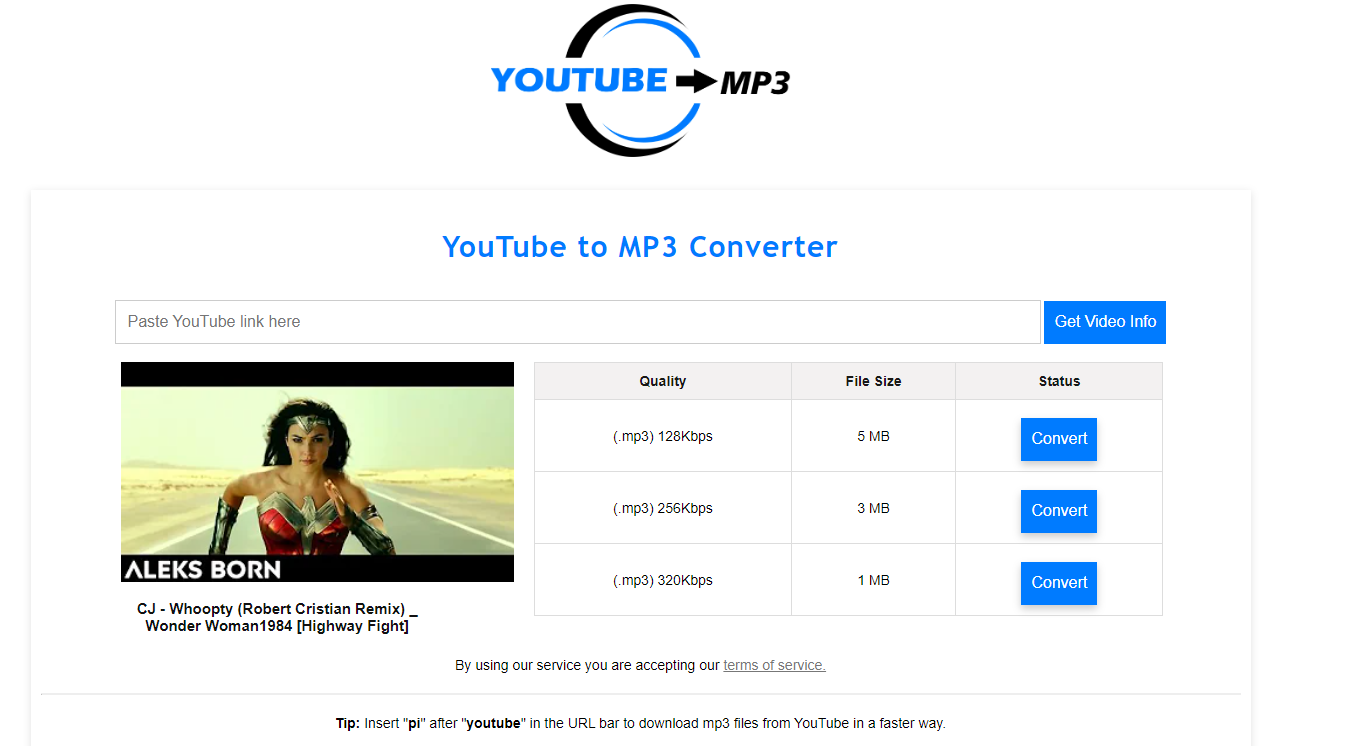 YOUTUBE MP3
YouTube to MP3 Converter
Paste YouTube link here
Get Video Info
Quality File Size Status
(.mp3) 128Kbps 5 MB Convert
(.mp3) 256Kbps 3 MB Convert
(.mp3) 320Kbps 1 MB Convert
ALEKS BORN
CJ - Whoopty (Robert Cristian Remix) _
Wonder Woman1984 [Highway Fight]
By using our service you are accepting our terms of service.
Tip: Insert "pi" after "youtube" in the URL bar to download mp3 files from YouTube in a faster way.